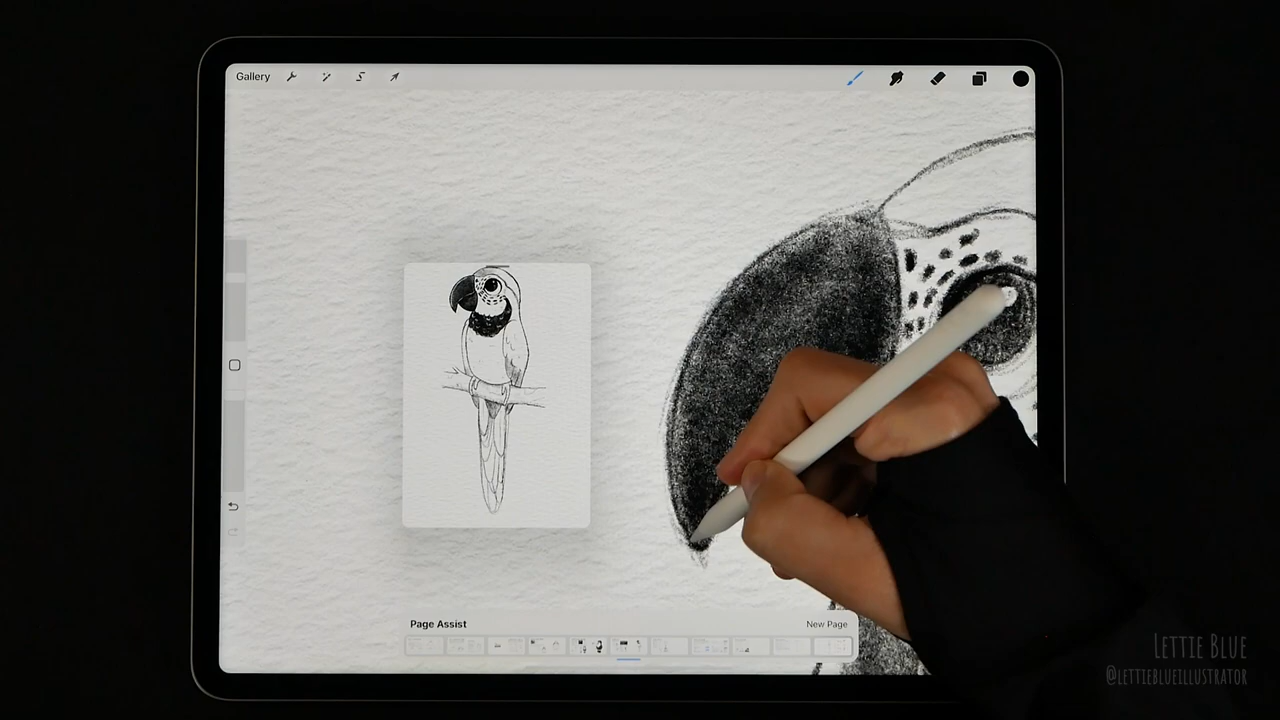 Gallery
Page Assist
New Page
Lettie Blue
@lettieblueillustrator